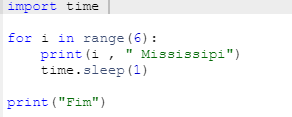 import time
for i in range(6):
    print(i , " Mississipi")
    time.sleep(1)
print("Fim")